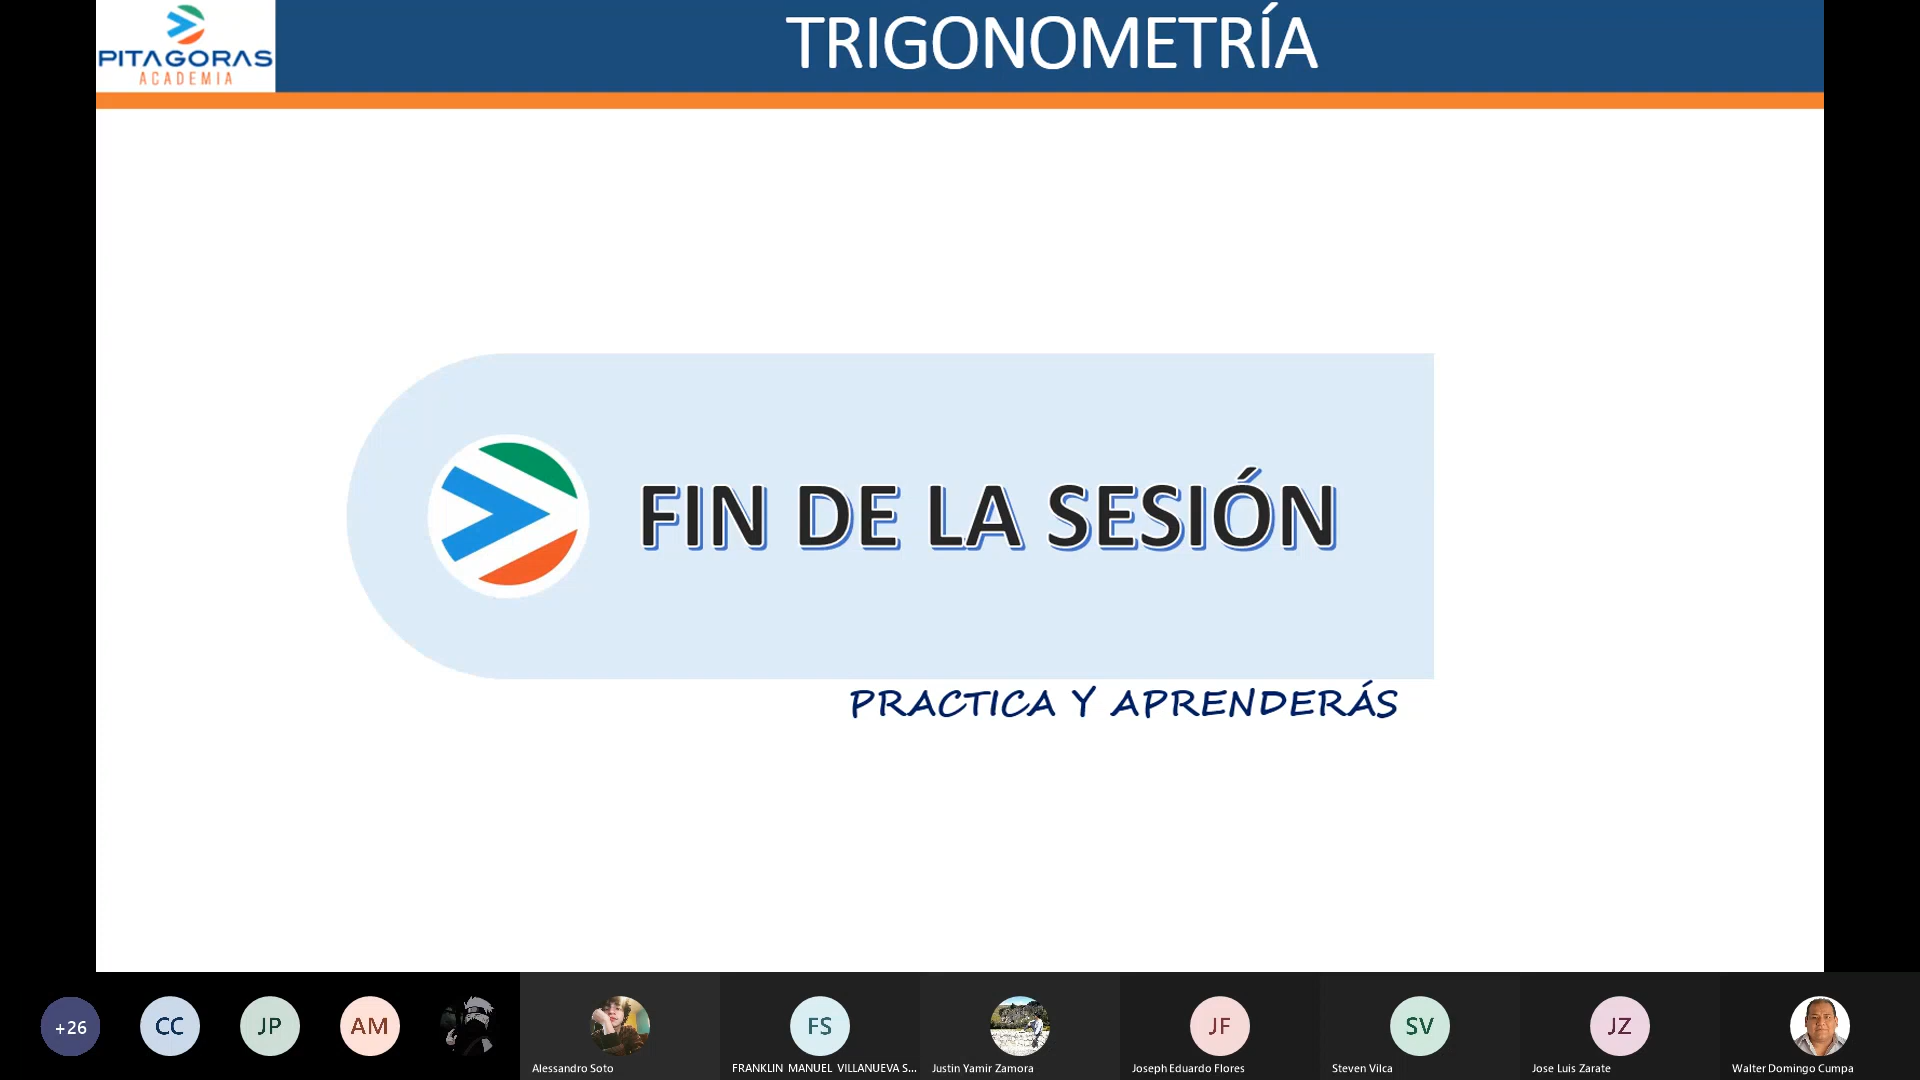 PITAGORAS
ACADEMIA
TRIGONOMETRÍA
FIN DE LA SESIÓN
PRACTICA Y APRENDERÁS
+26
CC
JP
AM
FS
JF
SV
JZ
Alessandro Soto
FRANKLIN MANUEL VILLANUEVA S...
Justin Yamir Zamora
Joseph Eduardo Flores
Steven Vilca
Jose Luis Zarate
Walter Domingo Cumpa